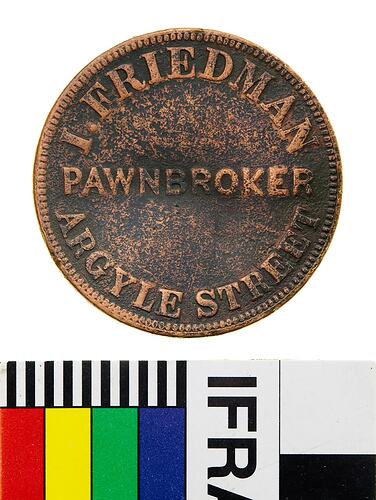 I. FRIEDMAN
PAWNBROKER
ARGYLE STREET
IFRA